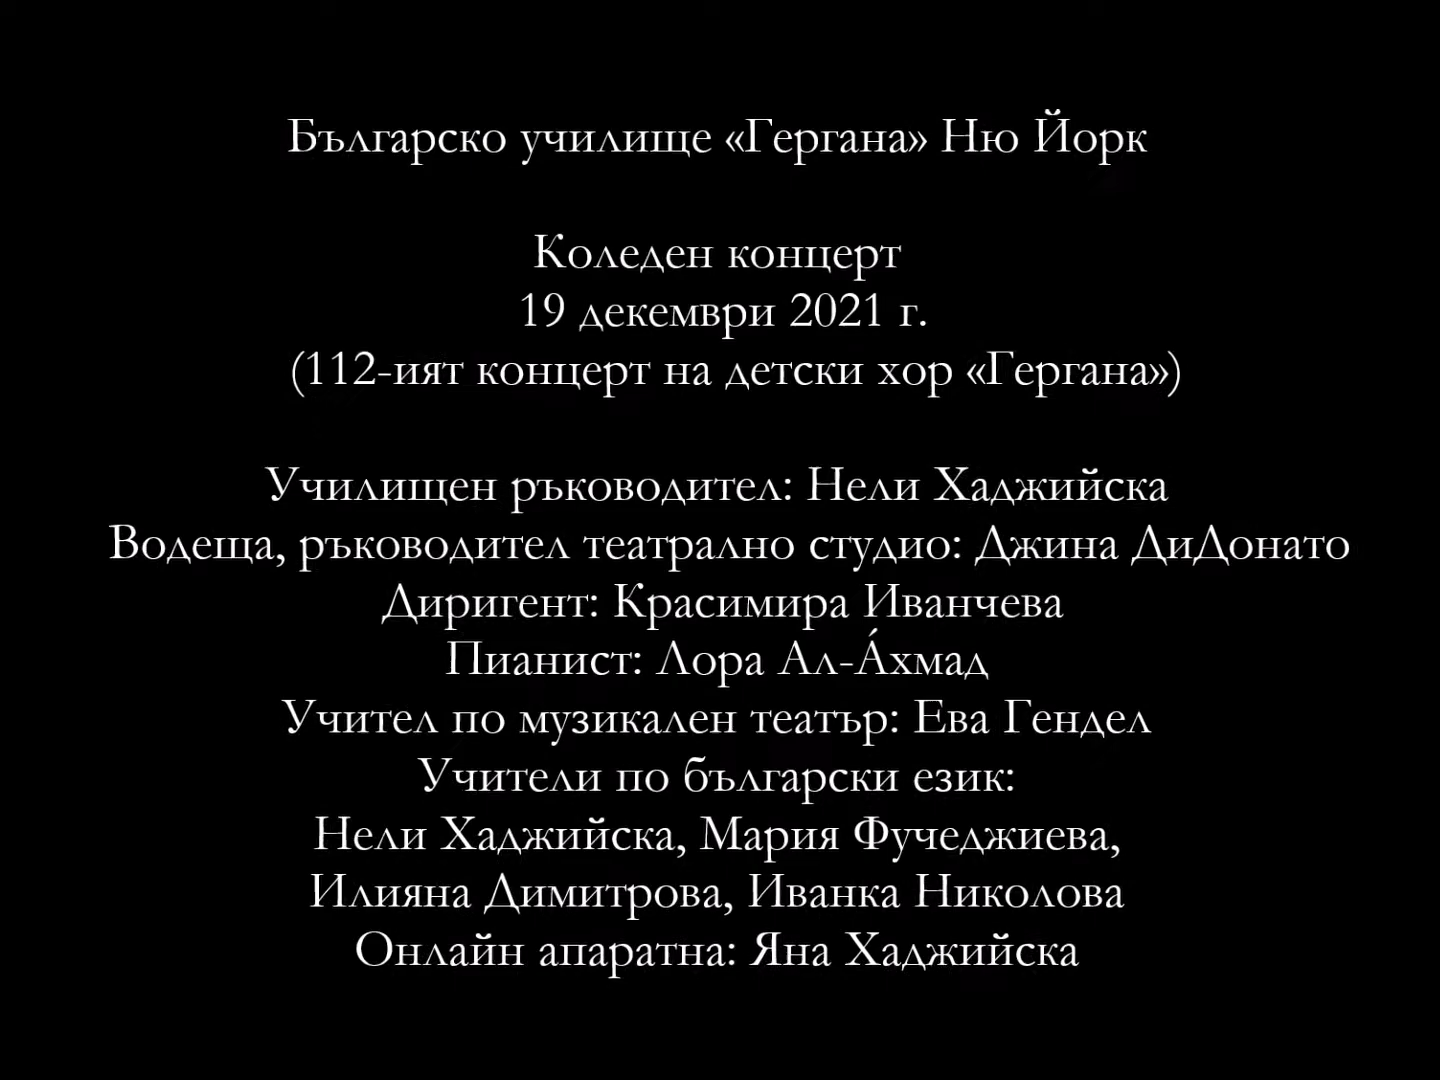 Българско училище «Гергана» Ню Йорк
Коледен концерт
19 декември 2021 г.
(112-ият концерт на детски хор «Гергана»)
Училищен ръководител: Нели Хаджийска
Водеща, ръководител театрално студио: Джина ДиДонато
Диригент: Красимира Иванчева
Пианист: Лора Ал-А́хмад
Учител по музикален театър: Ева Гендел
Учители по български език:
Нели Хаджийска, Мария Фучеджиева,
Илияна Димитрова, Иванка Николова
Онлайн апаратна: Яна Хаджийска